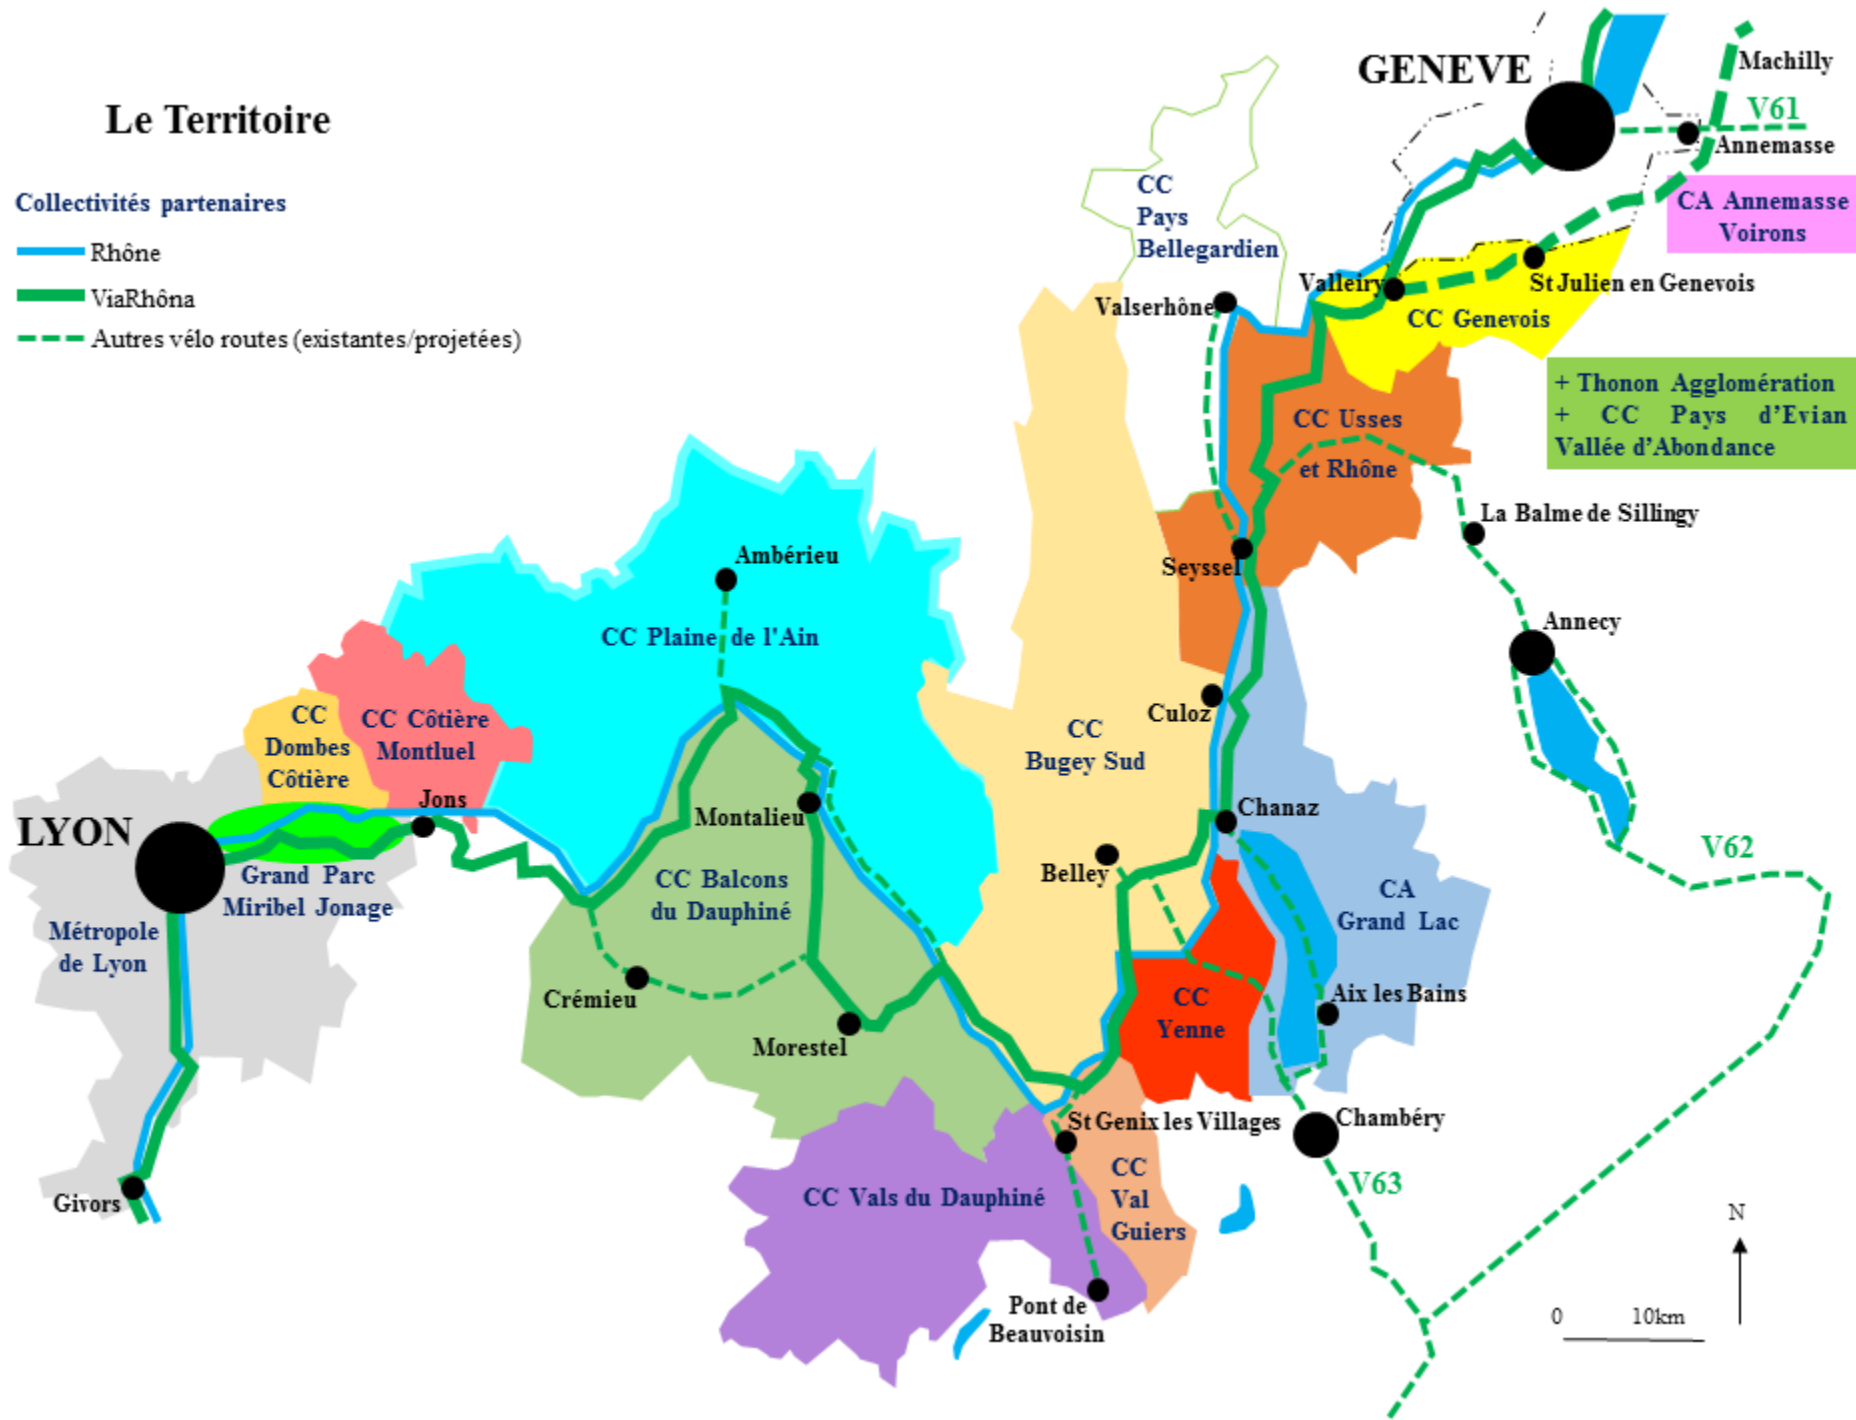 Le Territoire
Collectivités partenaires
Rhône
ViaRhôna
Autres vélo routes (existantes/projetées)
GENEVE
Machilly
V61
Annemasse
CA Annemasse
Voirons
CC
Pays
Bellegardien
Valserhône
Valleiry
St Julien en Genevois
CC Genevois
+ Thonon Agglomération
+ CC Pays d'Evian
Vallée d'Abondance
CC Usses
et Rhône
La Balme de Sillingy
Seyssel
Annecy
Ambérieu
CC Plaine de l'Ain
CC
Dombes
Côtière
CC Côtière
Montluel
Culoz
CC
Bugey Sud
Jons
Montalieu
Chanaz
LYON
Grand Parc
Miribel Jonage
CC Balcons
du Dauphiné
Belley
V62
CA
Grand Lac
Métropole
de Lyon
Crémieu
Aix les Bains
CC
Yenne
Morestel
St Genix les Villages
Chambéry
Givors
CC Vals du Dauphiné
CC
Val
Guiers
V63
Pont de
Beauvoisin
N
0 10km